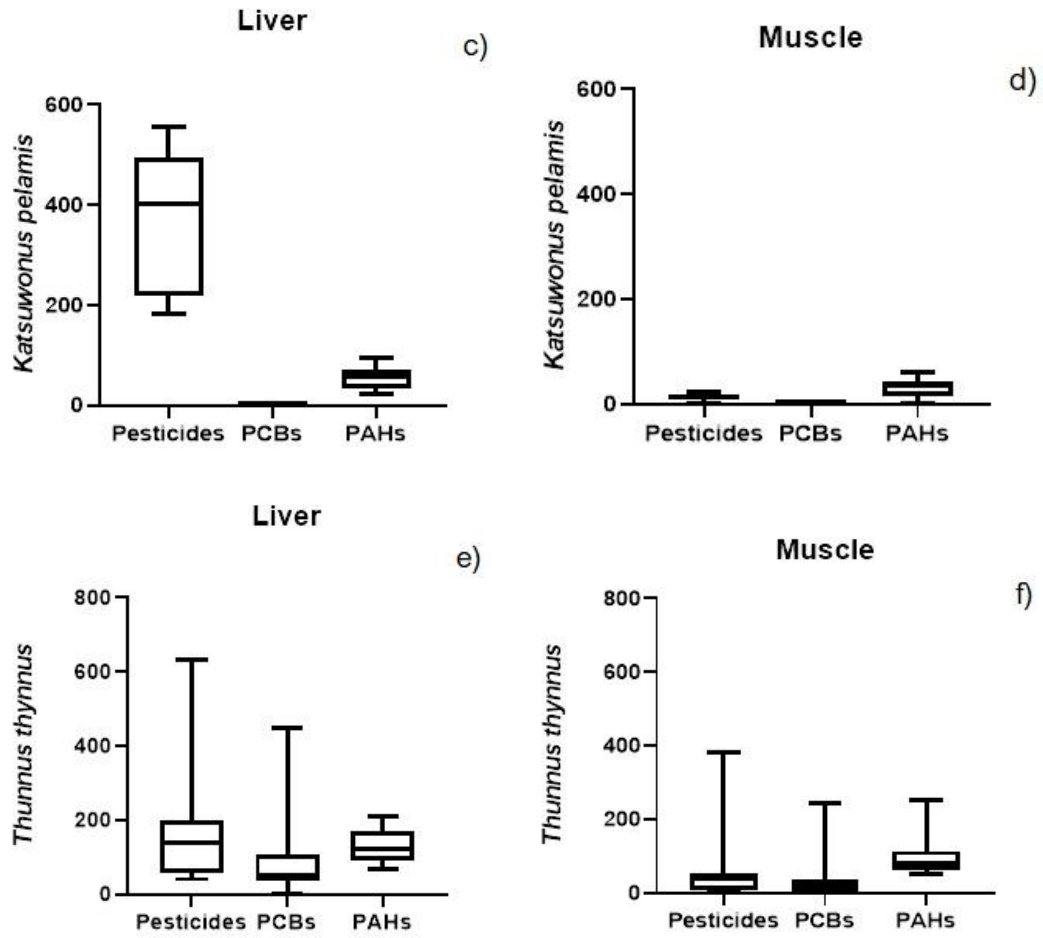 Liver
c)
Katsuwonus pelamis
600
400
200
0
Pesticides PCBs PAHs
Muscle
d)
Katsuwonus pelamis
600
400
200
0
Pesticides PCBs PAHs
Liver
e)
Thunnus thynnus
800
600
400
200
0
Pesticides PCBs PAHs
Muscle
f)
Thunnus thynnus
800
600
400
200
0
Pesticides PCBs PAHs